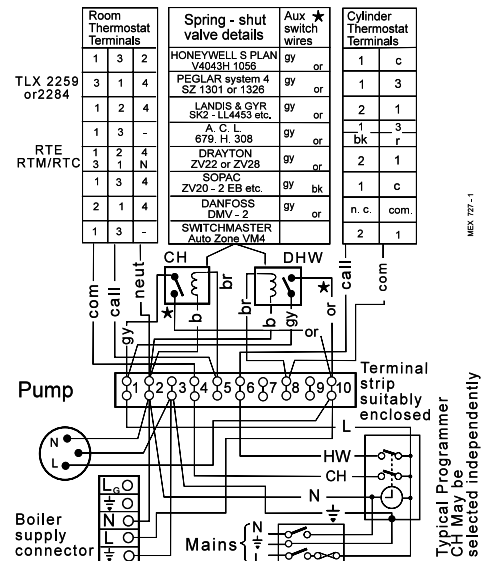 Room Thermostat Terminals
Spring - shut valve details
Aux ★ switch wires
Cylinder Thermostat Terminals
1 3 2 HONEYWELL S PLAN V4043H 1056 gy or 1 c
TLX 2259 or2284
3 1 4 PEGLAR system 4 SZ 1301 or 1326 gy or 1 3
1 2 4 LANDIS & GYR SK2 - LL4453 etc. gy or 2 1
1 3 - A. C. L. 679. H. 308 gy or 1 bk 3 r
RTE RTM/RTC
1 2 4
3 1 N
DRAYTON ZV22 or ZV28 gy or 2 1
1 3 4 SOPAC ZV20 - 2 EB etc. gy bk 1 c
2 1 4 DANFOSS DMV - 2 gy or n. c. com.
1 3 - SWITCHMASTER Auto Zone VM4 2 1
MEX 727 - 1
com
call
neut
CH
DHW
call
com
gy
★
b
br
br
b
gy
★
or
or
Pump
1 2 3 4 5 6 7 8 9 10
Terminal strip suitably enclosed
L
N
L
HW
CH
N
Typical Programmer
CH May be
selected independently
LG
N
L
Boiler supply connector
Mains
N
L